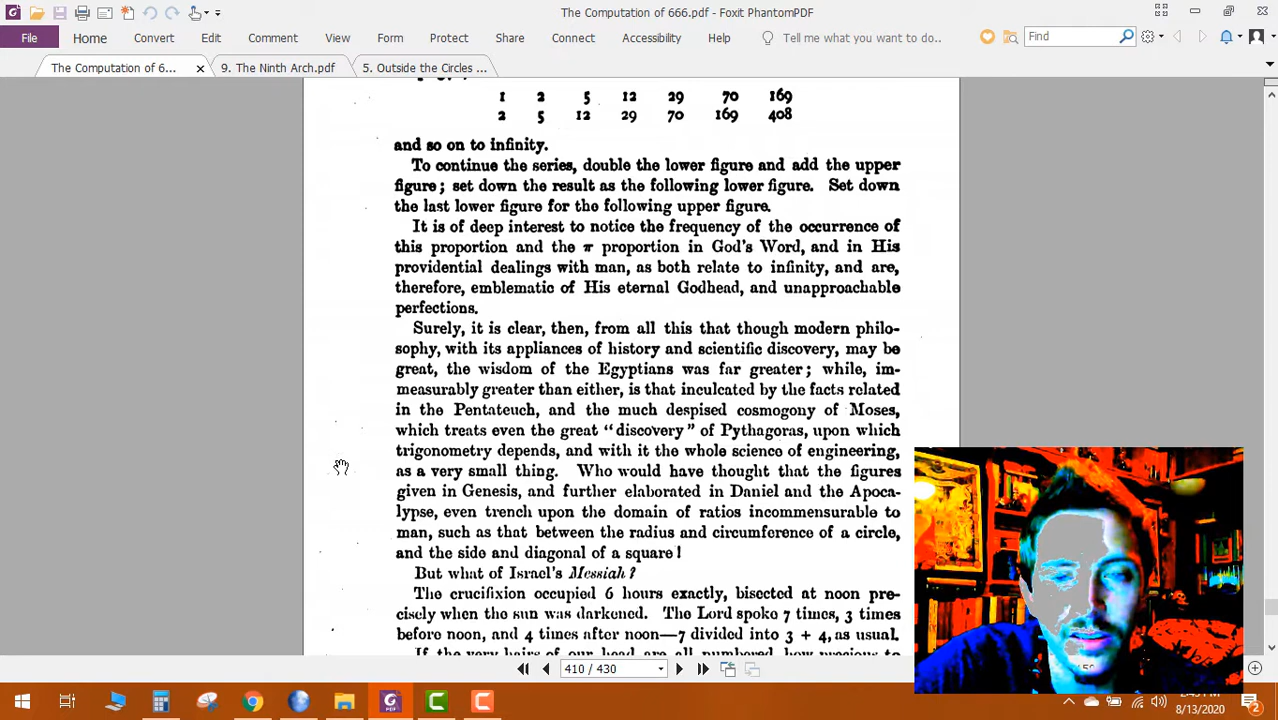 The Computation of 666.pdf - Foxit PhantomPDF
File Home Convert Edit Comment View Form Protect Share Connect Accessibility Help Tell me what you want to do.. Find
The Computation of 6... 9. The Ninth Arch.pdf 5. Outside the Circles ...
1 2 5 12 29 70 169
2 5 12 29 70 169 408
and so on to infinity.
To continue the series, double the lower figure and add the upper
figure; set down the result as the following lower figure. Set down
the last lower figure for the following upper figure.
It is of deep interest to notice the frequency of the occurrence of
this proportion and the π proportion in God's Word, and in His
providential dealings with man, as both relate to infinity, and are,
therefore, emblematic of His eternal Godhead, and unapproachable
perfections.
Surely, it is clear, then, from all this that though modern philo-
sophy, with its appliances of history and scientific discovery, may be
great, the wisdom of the Egyptians was far greater; while, im-
measurably greater than either, is that inculcated by the facts related
in the Pentateuch, and the much despised cosmogony of Moses,
which treats even the great "discovery" of Pythagoras, upon which
trigonometry depends, and with it the whole science of engineering,
as a very small thing. Who would have thought that the figures
given in Genesis, and further elaborated in Daniel and the Apoca-
lypse, even trench upon the domain of ratios incommensurable to
man, such as that between the radius and circumference of a circle,
and the side and diagonal of a square!
But what of Israel's Messiah?
The crucifixion occupied 6 hours exactly, bisected at noon pre-
cisely when the sun was darkened. The Lord spoke 7 times, 3 times
before noon, and 4 times after noon—7 divided into 3 + 4, as usual.
If the very hairs of our head are all numbered, how precious to
410 / 430
8/13/2020